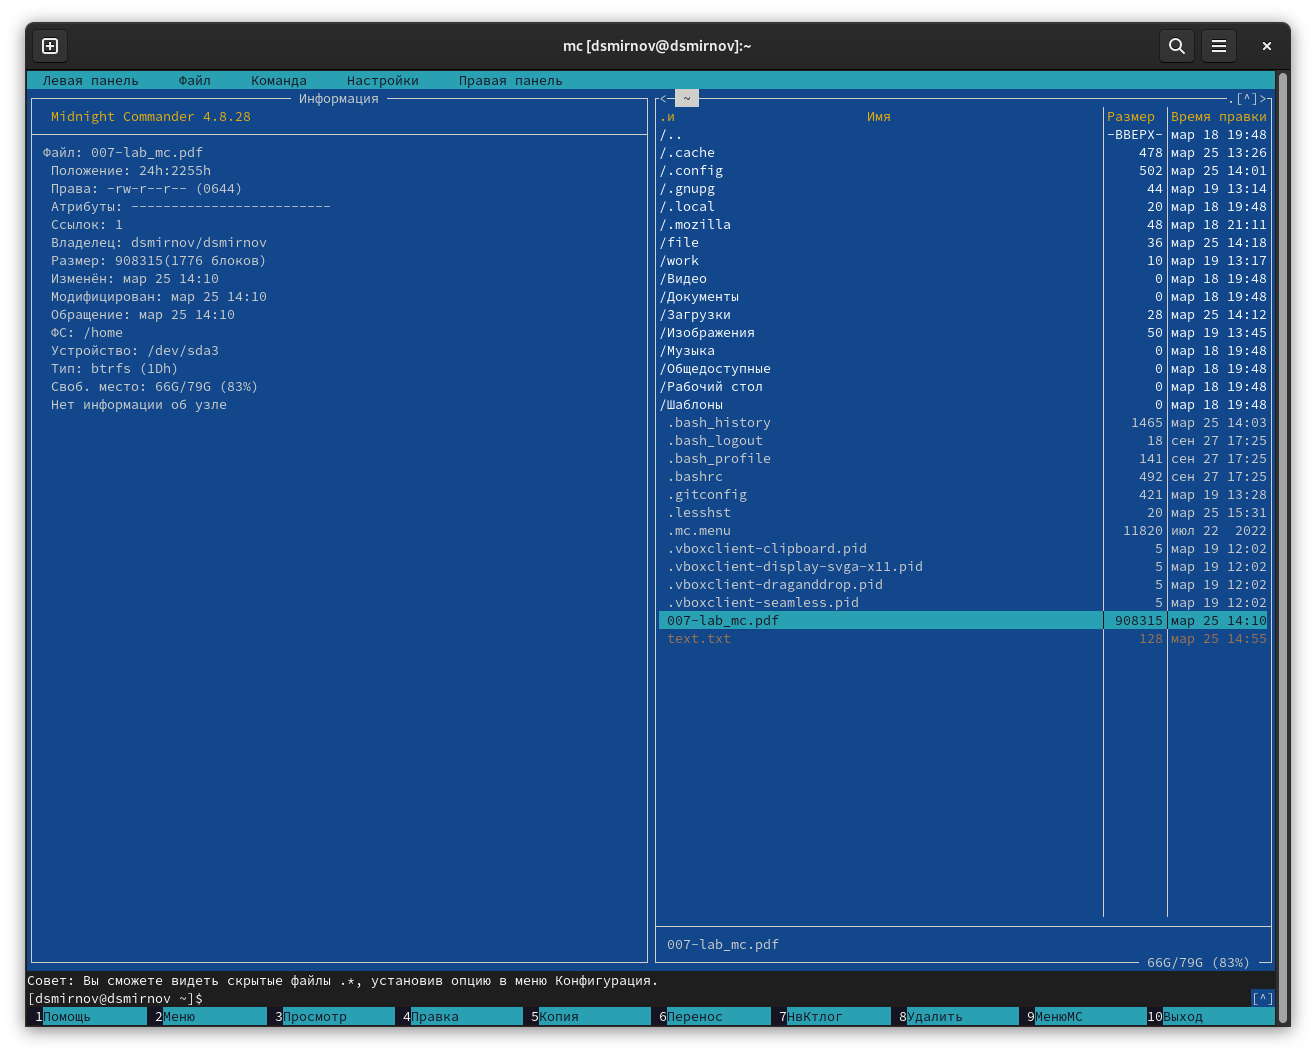 mc [dsmirnov@dsmirnov]:~
Левая панель Файл Команда Настройки Правая панель
Информация
Midnight Commander 4.8.28
Файл: 007-lab_mc.pdf
Положение: 24h:2255h
Права: -rw-r--r-- (0644)
Атрибуты: -------------------------
Ссылок: 1
Владелец: dsmirnov/dsmirnov
Размер: 908315(1776 блоков)
Изменён: мар 25 14:10
Модифицирован: мар 25 14:10
Обращение: мар 25 14:10
ФС: /home
Устройство: /dev/sda3
Тип: btrfs (1Dh)
Своб. место: 66G/79G (83%)
Нет информации об узле
<- ~ .[^]>
.и Имя Размер Время правки
/.. -ВВЕРХ- мар 18 19:48
/.cache 478 мар 25 13:26
/.config 502 мар 25 14:01
/.gnupg 44 мар 19 13:14
/.local 20 мар 18 19:48
/.mozilla 48 мар 18 21:11
/file 36 мар 25 14:18
/work 10 мар 19 13:17
/Видео 0 мар 18 19:48
/Документы 0 мар 18 19:48
/Загрузки 28 мар 25 14:12
/Изображения 50 мар 19 13:45
/Музыка 0 мар 18 19:48
/Общедоступные 0 мар 18 19:48
/Рабочий стол 0 мар 18 19:48
/Шаблоны 0 мар 18 19:48
.bash_history 1465 мар 25 14:03
.bash_logout 18 сен 27 17:25
.bash_profile 141 сен 27 17:25
.bashrc 492 сен 27 17:25
.gitconfig 421 мар 19 13:28
.lesshst 20 мар 25 15:31
.mc.menu 11820 июл 22 2022
.vboxclient-clipboard.pid 5 мар 19 12:02
.vboxclient-display-svga-x11.pid 5 мар 19 12:02
.vboxclient-draganddrop.pid 5 мар 19 12:02
.vboxclient-seamless.pid 5 мар 19 12:02
007-lab_mc.pdf 908315 мар 25 14:10
text.txt 128 мар 25 14:55
007-lab_mc.pdf
66G/79G (83%)
Совет: Вы сможете видеть скрытые файлы .*, установив опцию в меню Конфигурация.
[dsmirnov@dsmirnov ~]$ [^]
1Помощь 2Меню 3Просмотр 4Правка 5Копия 6Перенос 7НвКтлог 8Удалить 9МенюМС 10Выход